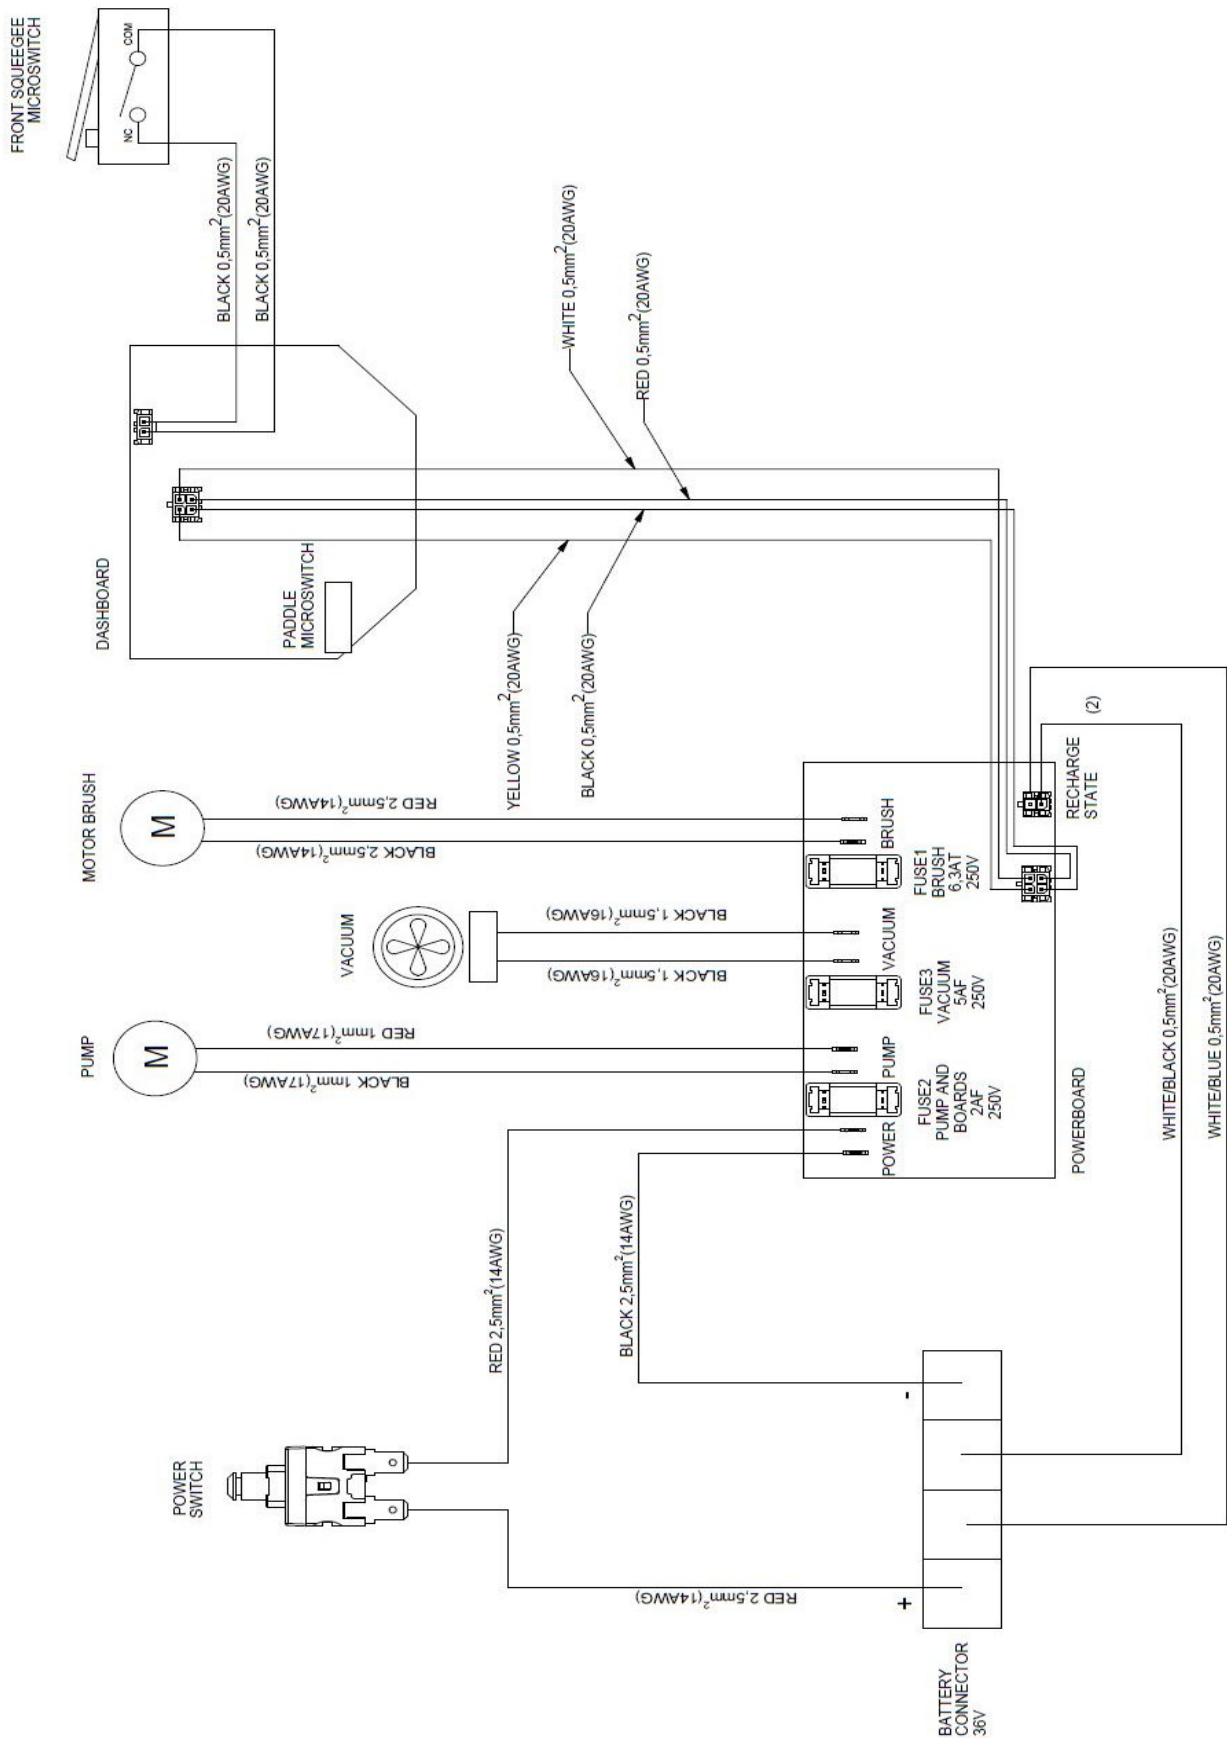 FRONT SQUEEGEE
MICROSWITCH
COM
NC
BLACK 0,5mm²(20AWG)
BLACK 0,5mm²(20AWG)
WHITE 0,5mm²(20AWG)
RED 0,5mm²(20AWG)
DASHBOARD
PADDLE
MICROSWITCH
YELLOW 0,5mm²(20AWG)
BLACK 0,5mm²(20AWG)
MOTOR BRUSH
M
RED 2,5mm²(14AWG)
BLACK 2,5mm²(14AWG)
VACUUM
BLACK 1,5mm²(16AWG)
BLACK 1,5mm²(16AWG)
PUMP
M
RED 1mm²(17AWG)
BLACK 1mm²(17AWG)
BRUSH
FUSE1
BRUSH
6,3AT
250V
VACUUM
FUSE3
VACUUM
5AF
250V
PUMP
FUSE2
PUMP AND
BOARDS
2AF
250V
POWER
RECHARGE
STATE
(2)
POWERBOARD
WHITE/BLACK 0,5mm²(20AWG)
WHITE/BLUE 0,5mm²(20AWG)
RED 2,5mm²(14AWG)
BLACK 2,5mm²(14AWG)
POWER
SWITCH
RED 2,5mm²(14AWG)
-
+
BATTERY
CONNECTOR
36V